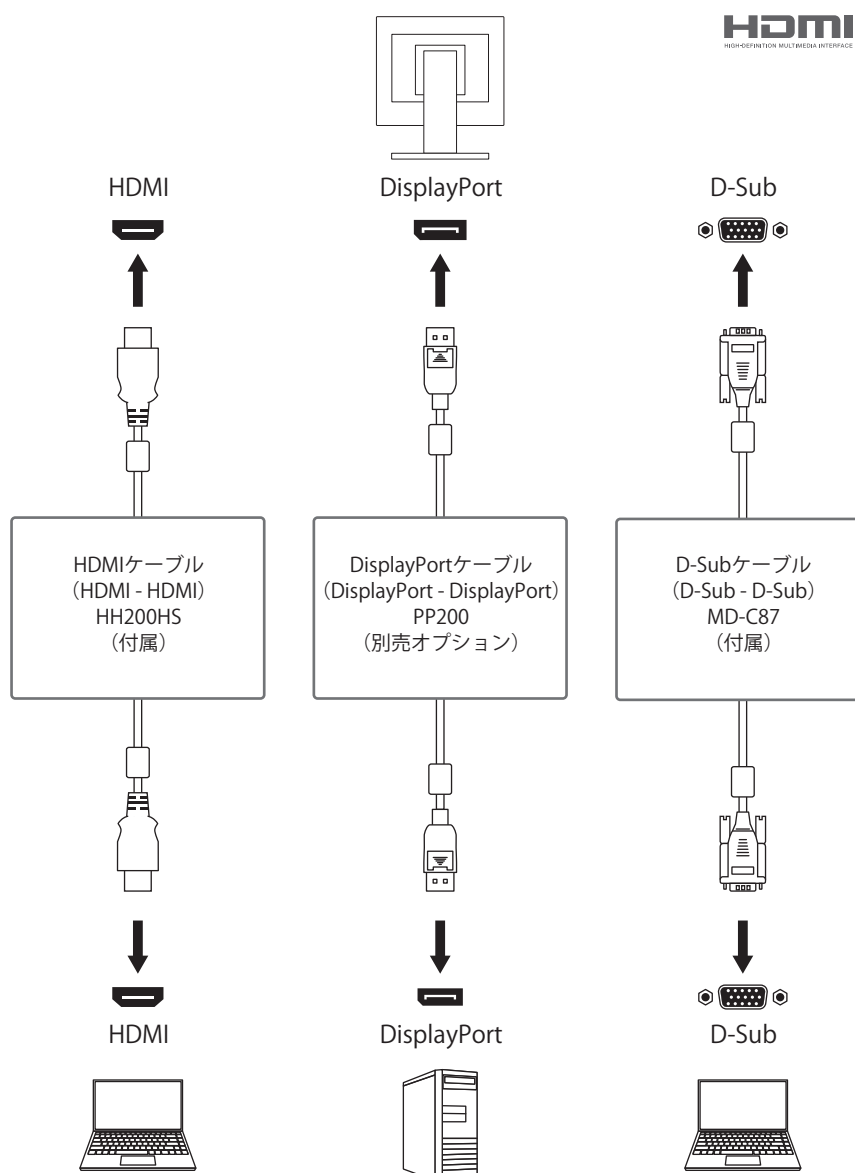 HDMI
HIGH-DEFINITION MULTIMEDIA INTERFACE
HDMI
DisplayPort
D-Sub
HDMIケーブル
（HDMI - HDMI）
HH200HS
（付属）
DisplayPortケーブル
（DisplayPort - DisplayPort）
PP200
（別売オプション）
D-Subケーブル
（D-Sub - D-Sub）
MD-C87
（付属）
HDMI
DisplayPort
D-Sub